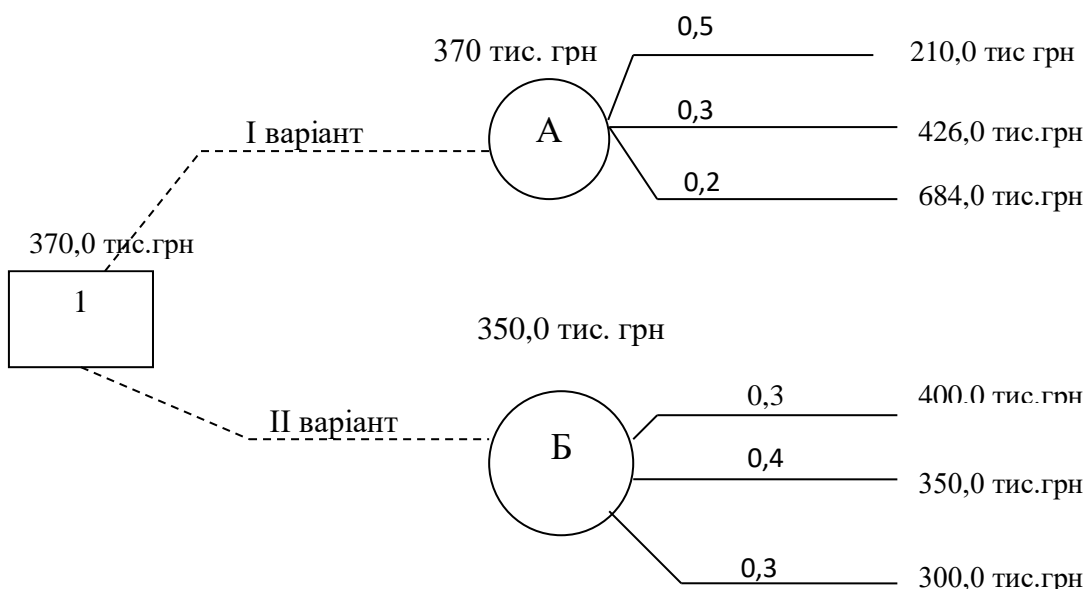 0,5
370 тис. грн
210,0 тис грн
0,3
І варіант
А
426,0 тис.грн
0,2
684,0 тис.грн
370,0 тис.грн
1
350,0 тис. грн
0,3
400,0 тис.грн
ІІ варіант
Б
0,4
350,0 тис.грн
0,3
300,0 тис.грн